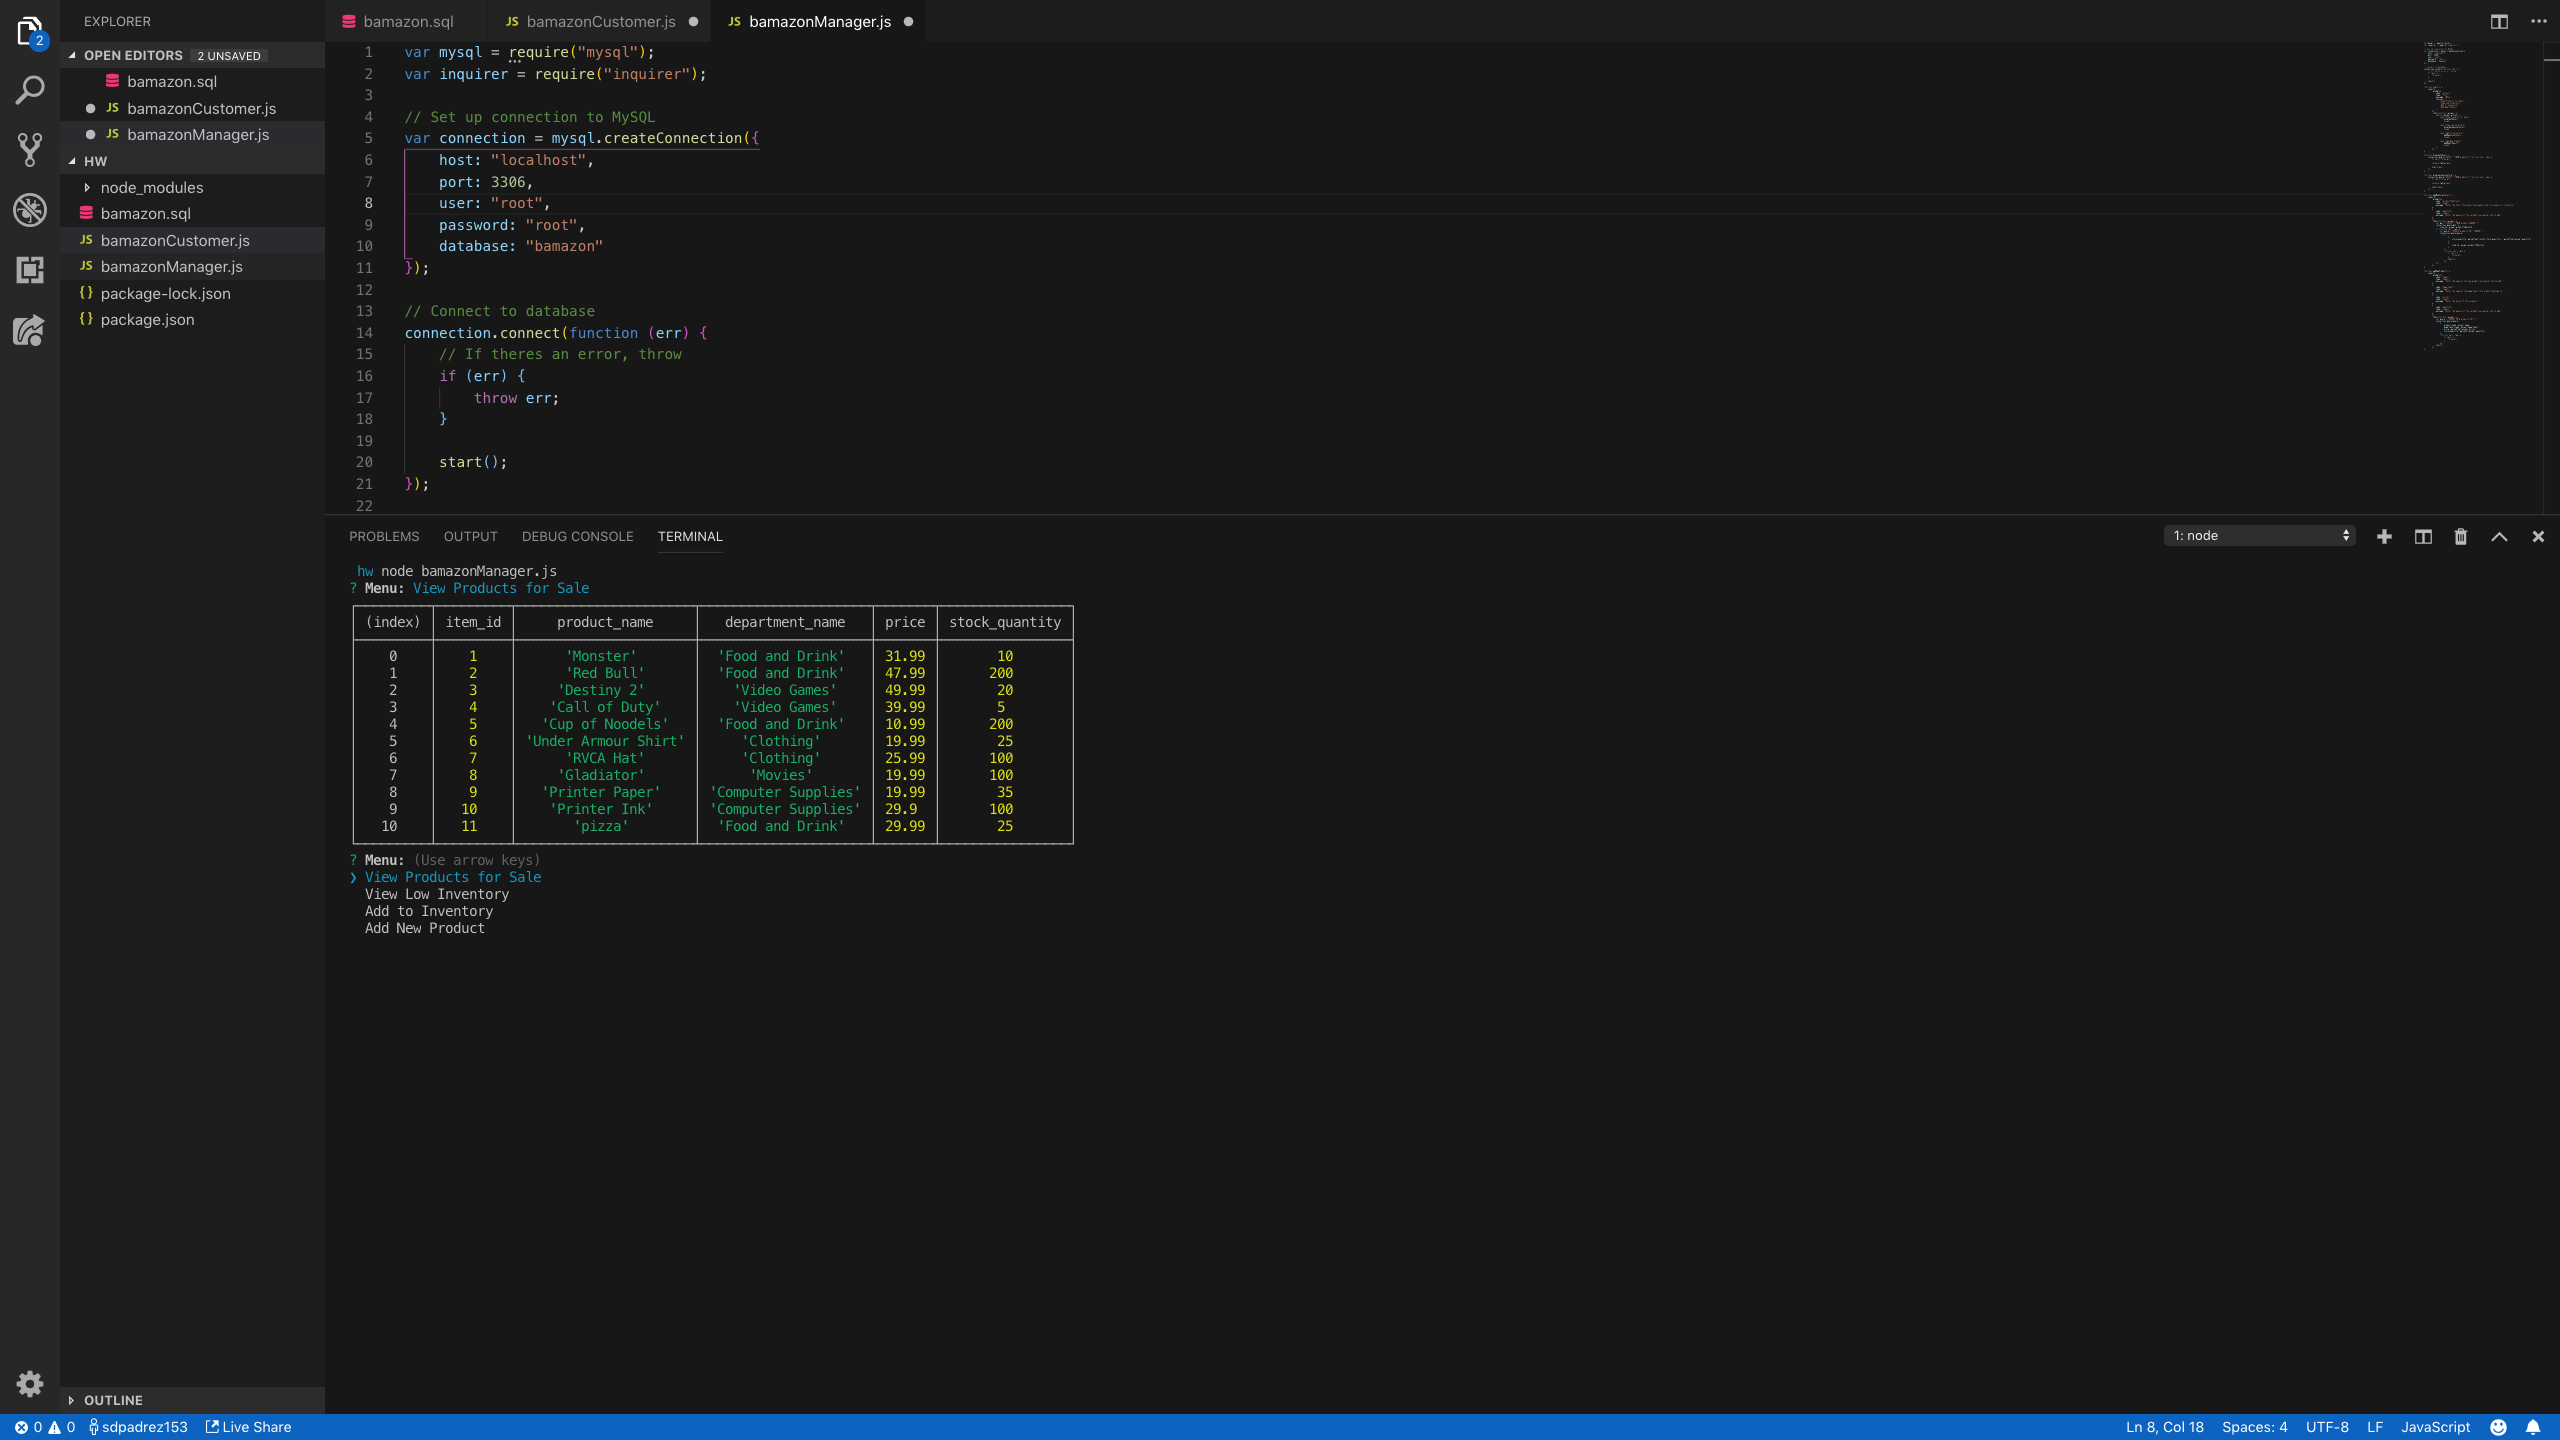 EXPLORER
OPEN EDITORS 2 UNSAVED
bamazon.sql
JS bamazonCustomer.js
JS bamazonManager.js
HW
node_modules
bamazon.sql
JS bamazonCustomer.js
JS bamazonManager.js
{} package-lock.json
{} package.json
OUTLINE
2
bamazon.sql JS bamazonCustomer.js JS bamazonManager.js
1 var mysql = require("mysql");
2 var inquirer = require("inquirer");
3
4 // Set up connection to MySQL
5 var connection = mysql.createConnection({
6 host: "localhost",
7 port: 3306,
8 user: "root",
9 password: "root",
10 database: "bamazon"
11 });
12
13 // Connect to database
14 connection.connect(function (err) {
15 // If theres an error, throw
16 if (err) {
17 throw err;
18 }
19
20 start();
21 });
22
PROBLEMS OUTPUT DEBUG CONSOLE TERMINAL 1: node
hw node bamazonManager.js
? Menu: View Products for Sale
(index) item_id product_name department_name price stock_quantity
0 1 'Monster' 'Food and Drink' 31.99 10
1 2 'Red Bull' 'Food and Drink' 47.99 200
2 3 'Destiny 2' 'Video Games' 49.99 20
3 4 'Call of Duty' 'Video Games' 39.99 5
4 5 'Cup of Noodels' 'Food and Drink' 10.99 200
5 6 'Under Armour Shirt' 'Clothing' 19.99 25
6 7 'RVCA Hat' 'Clothing' 25.99 100
7 8 'Gladiator' 'Movies' 19.99 100
8 9 'Printer Paper' 'Computer Supplies' 19.99 35
9 10 'Printer Ink' 'Computer Supplies' 29.9 100
10 11 'pizza' 'Food and Drink' 29.99 25
? Menu: (Use arrow keys)
❯ View Products for Sale
View Low Inventory
Add to Inventory
Add New Product
0 0 sdpadrez153 Live Share Ln 8, Col 18 Spaces: 4 UTF-8 LF JavaScript